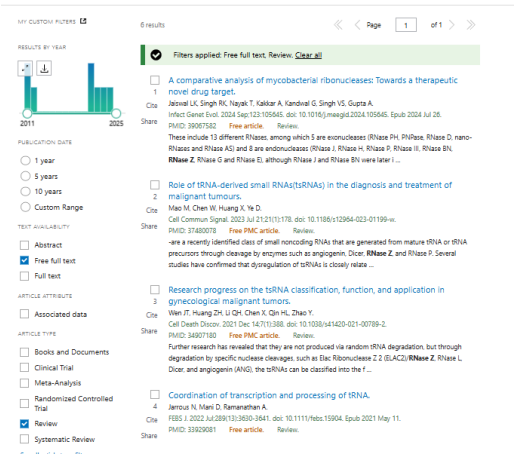 MY CUSTOM FILTERS
6 results
Page 1 of 1
RESULTS BY YEAR
Filters applied: Free full text, Review. Clear all
2011 2025
PUBLICATION DATE
1 year
5 years
10 years
Custom Range
TEXT AVAILABILITY
Abstract
Free full text
Full text
ARTICLE ATTRIBUTE
Associated data
ARTICLE TYPE
Books and Documents
Clinical Trial
Meta-Analysis
Randomized Controlled
Trial
Review
Systematic Review
1
Cite
Share
A comparative analysis of mycobacterial ribonucleases: Towards a therapeutic
novel drug target.
Jaiswal LK, Singh RK, Nayak T, Kakkar A, Kandwal G, Singh VS, Gupta A.
Infect Genet Evol. 2024 Sep;123:105645. doi: 10.1016/j.meegid.2024.105645. Epub 2024 Jul 26.
PMID: 39067582 Free article. Review.
These include 13 different RNases, among which 5 are exonucleases (RNase PH, PNPase, RNase D, nano-
RNases and RNase AS) and 8 are endonucleases (RNase J, RNase H, RNase P, RNase III, RNase BN,
RNase Z, RNase G and RNase E), although RNase J and RNase BN were later i ...
2
Cite
Share
Role of tRNA-derived small RNAs(tsRNAs) in the diagnosis and treatment of
malignant tumours.
Mao M, Chen W, Huang X, Ye D.
Cell Commun Signal. 2023 Jul 21;21(1):178. doi: 10.1186/s12964-023-01199-w.
PMID: 37480078 Free PMC article. Review.
-are a recently identified class of small noncoding RNAs that are generated from mature tRNA or tRNA
precursors through cleavage by enzymes such as angiogenin, Dicer, RNase Z, and RNase P. Several
studies have confirmed that dysregulation of tsRNAs is closely relate ...
3
Cite
Share
Research progress on the tsRNA classification, function, and application in
gynecological malignant tumors.
Wen JT, Huang ZH, Li QH, Chen X, Qin HL, Zhao Y.
Cell Death Discov. 2021 Dec 14;7(1):388. doi: 10.1038/s41420-021-00789-2.
PMID: 34907180 Free PMC article. Review.
Further research has revealed that they are not produced via random tRNA degradation, but through
degradation by specific nuclease cleavages, such as Elac Ribonuclease Z 2 (ELAC2)/RNase Z, RNase L,
Dicer, and angiogenin (ANG), the tsRNAs can be classified into the f ...
4
Cite
Share
Coordination of transcription and processing of tRNA.
Jarrous N, Mani D, Ramanathan A.
FEBS J. 2022 Jul;289(13):3630-3641. doi: 10.1111/febs.15904. Epub 2021 May 11.
PMID: 33929081 Free article. Review.